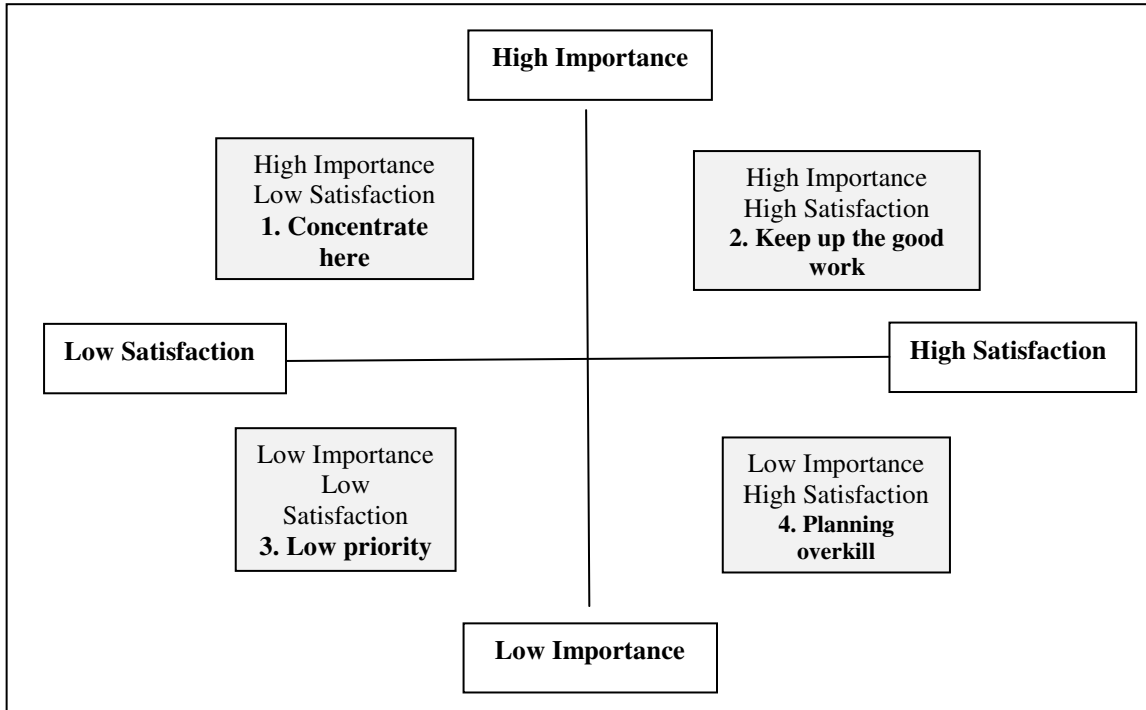 High Importance
High Importance
Low Satisfaction
1. Concentrate
here
High Importance
High Satisfaction
2. Keep up the good
work
Low Satisfaction
High Satisfaction
Low Importance
Low
Satisfaction
3. Low priority
Low Importance
High Satisfaction
4. Planning
overkill
Low Importance